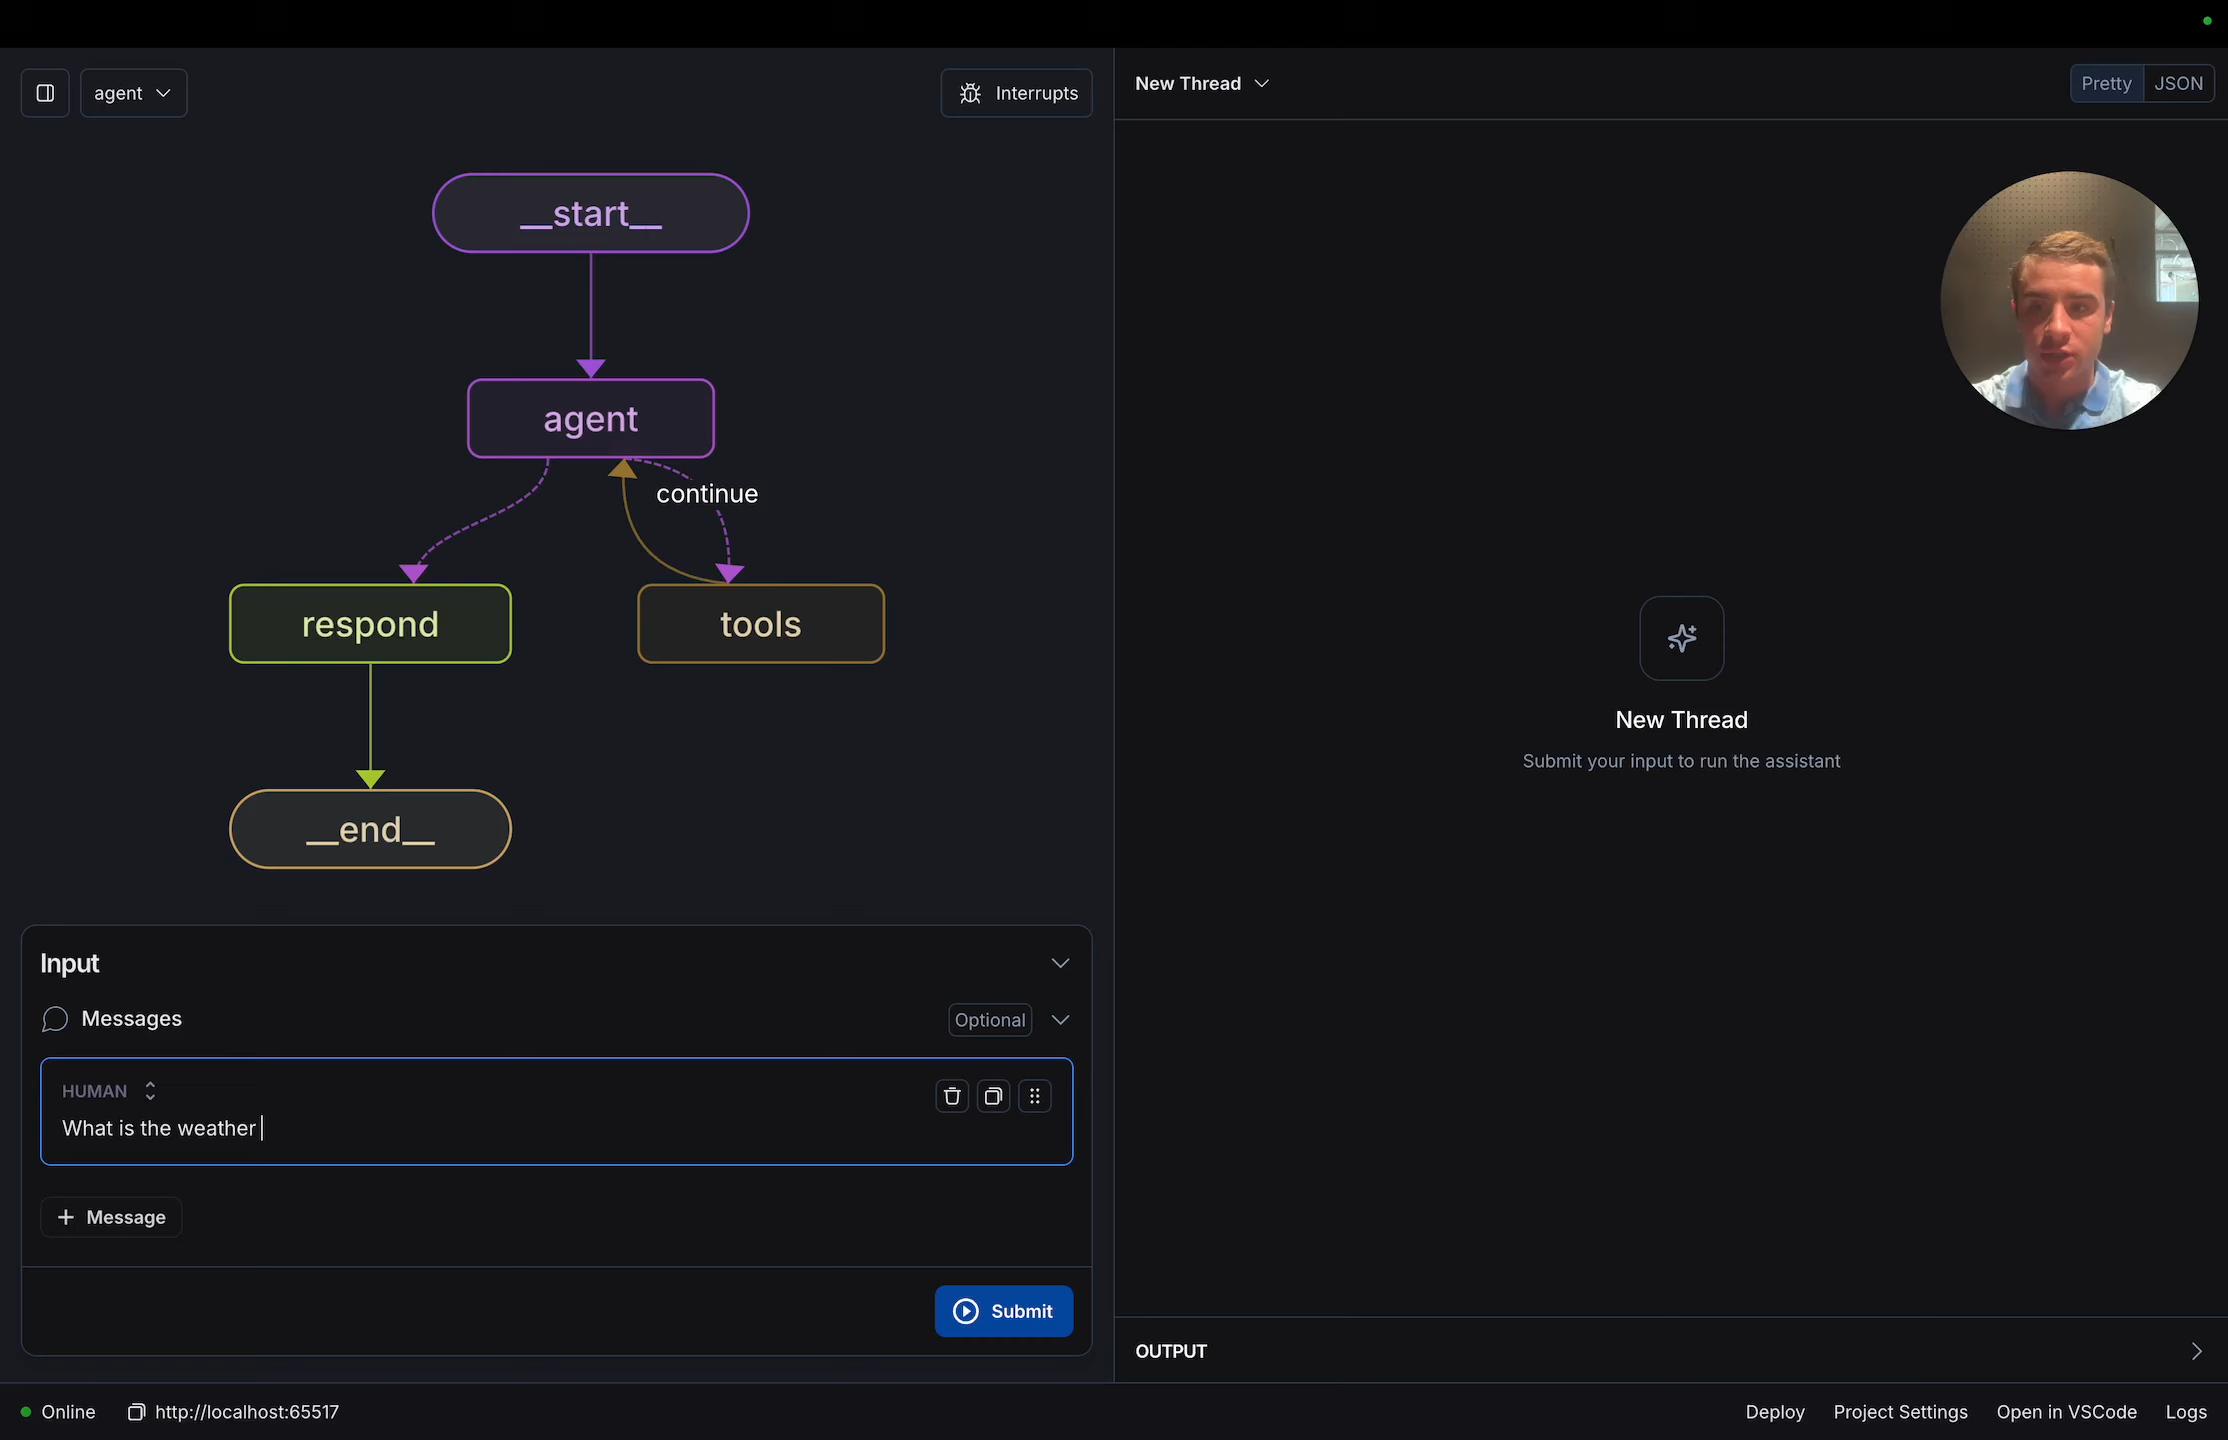 agent
Interrupts
__start__
agent
continue
respond
tools
__end__
Input
Messages
Optional
HUMAN
What is the weather
Message
Submit
Online
http://localhost:65517
New Thread
Pretty
JSON
New Thread
Submit your input to run the assistant
OUTPUT
Deploy
Project Settings
Open in VSCode
Logs